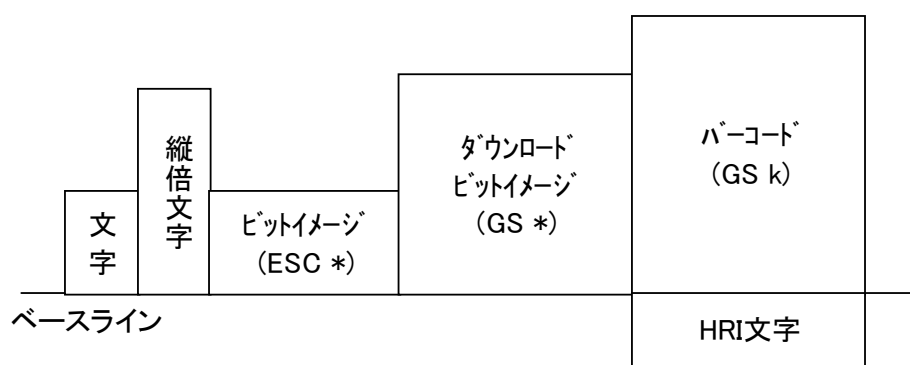 文字
縦倍文字
ﾋﾞｯﾄｲﾒｰｼﾞ
(ESC *)
ﾀﾞｳﾝﾛｰﾄﾞ
ﾋﾞｯﾄｲﾒｰｼﾞ
(GS *)
ﾊﾞｰｺｰﾄﾞ
(GS k)
ベースライン
HRI文字